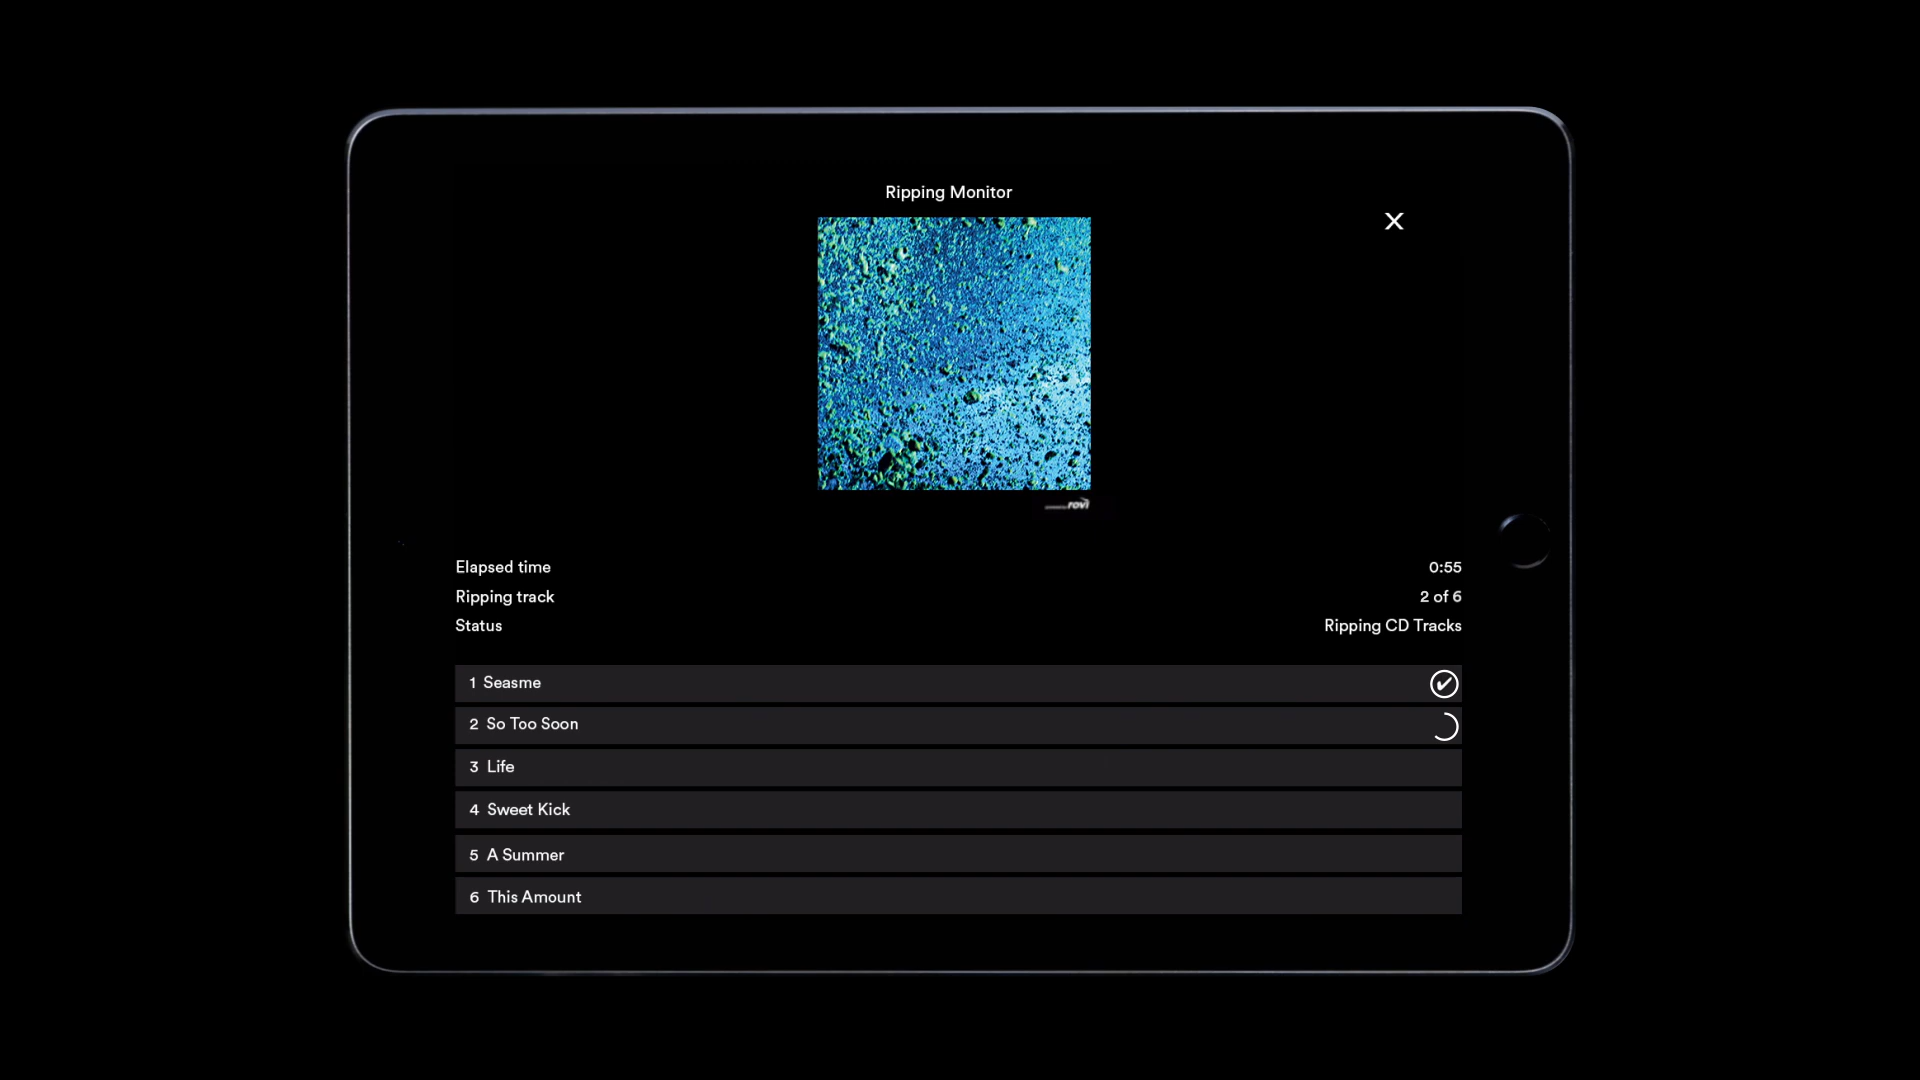 Ripping Monitor
X
rovi
Elapsed time 0:55
Ripping track 2 of 6
Status Ripping CD Tracks
1 Seasme
2 So Too Soon
3 Life
4 Sweet Kick
5 A Summer
6 This Amount